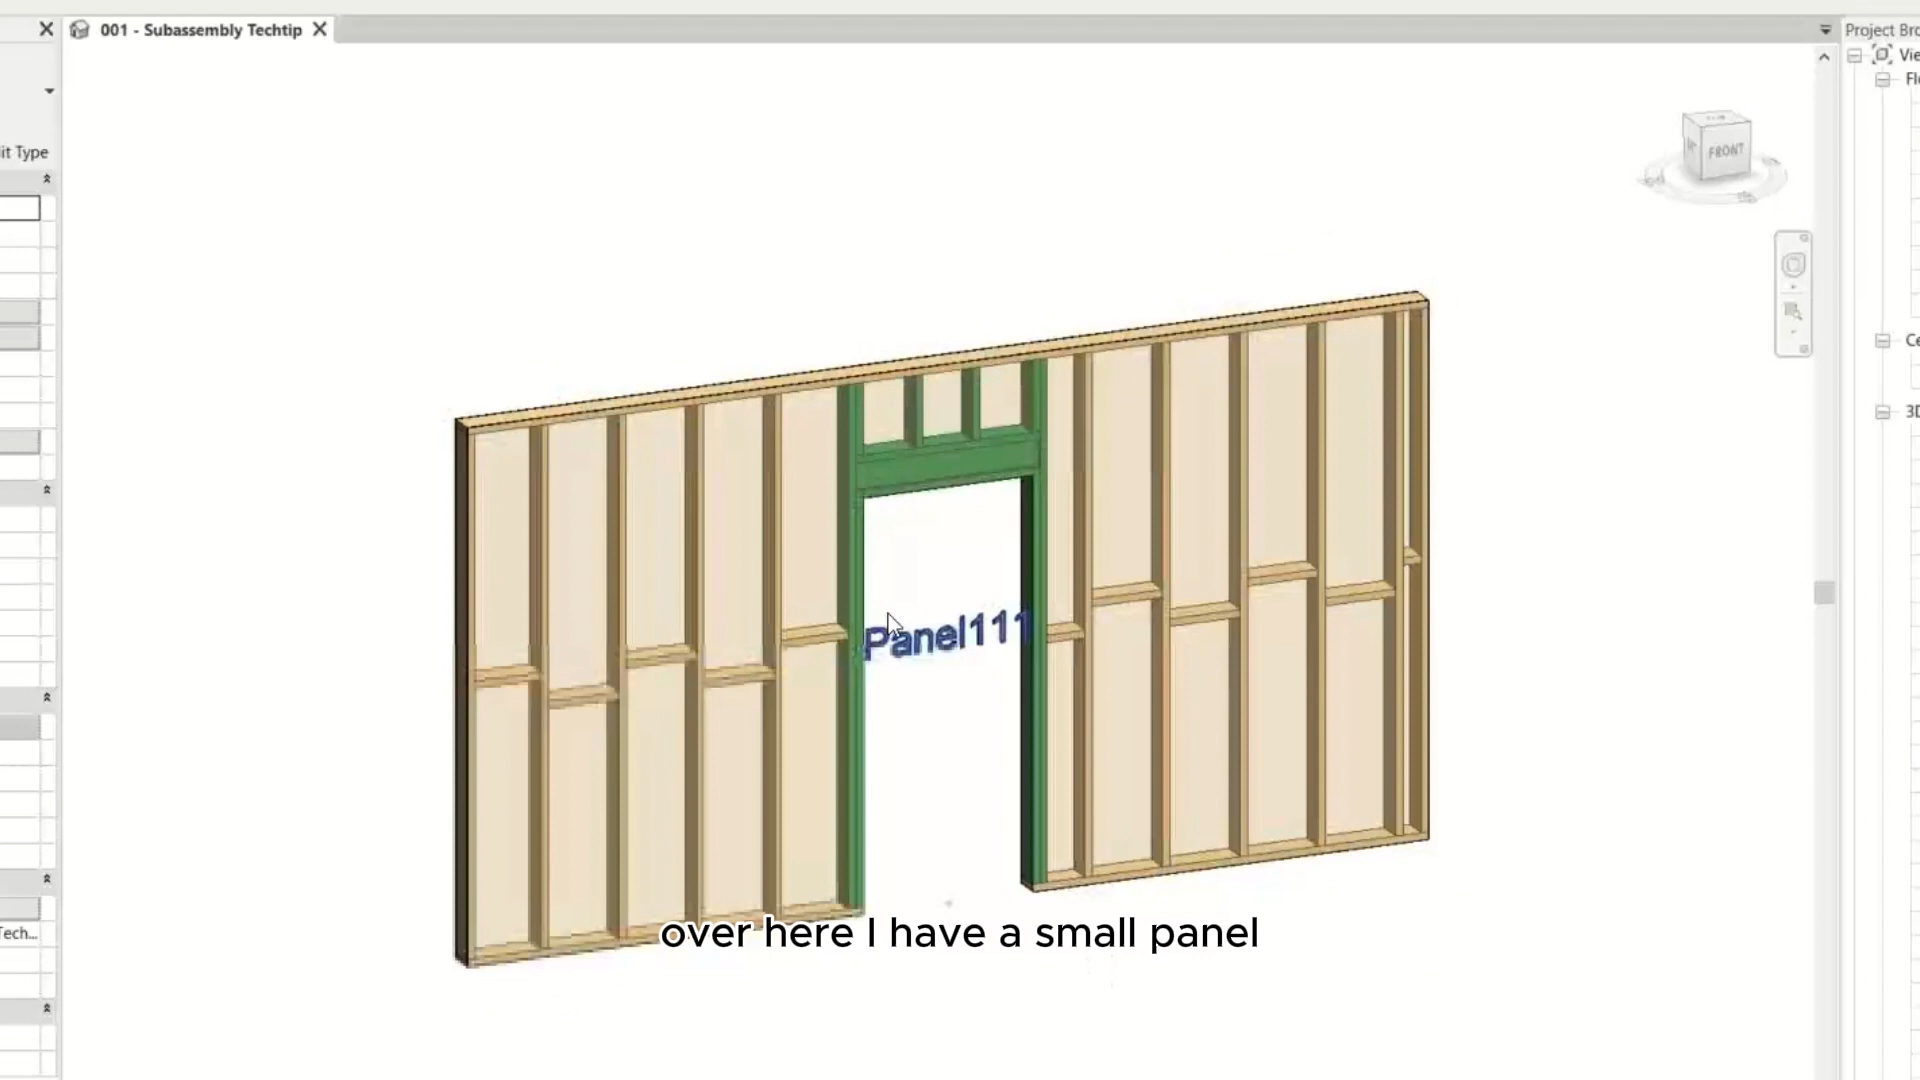 001 - Subassembly Techtip
Project Bro
Vie
Fl
it Type
FRONT
Ce
3D
Panel111
Tech...
over here I have a small panel